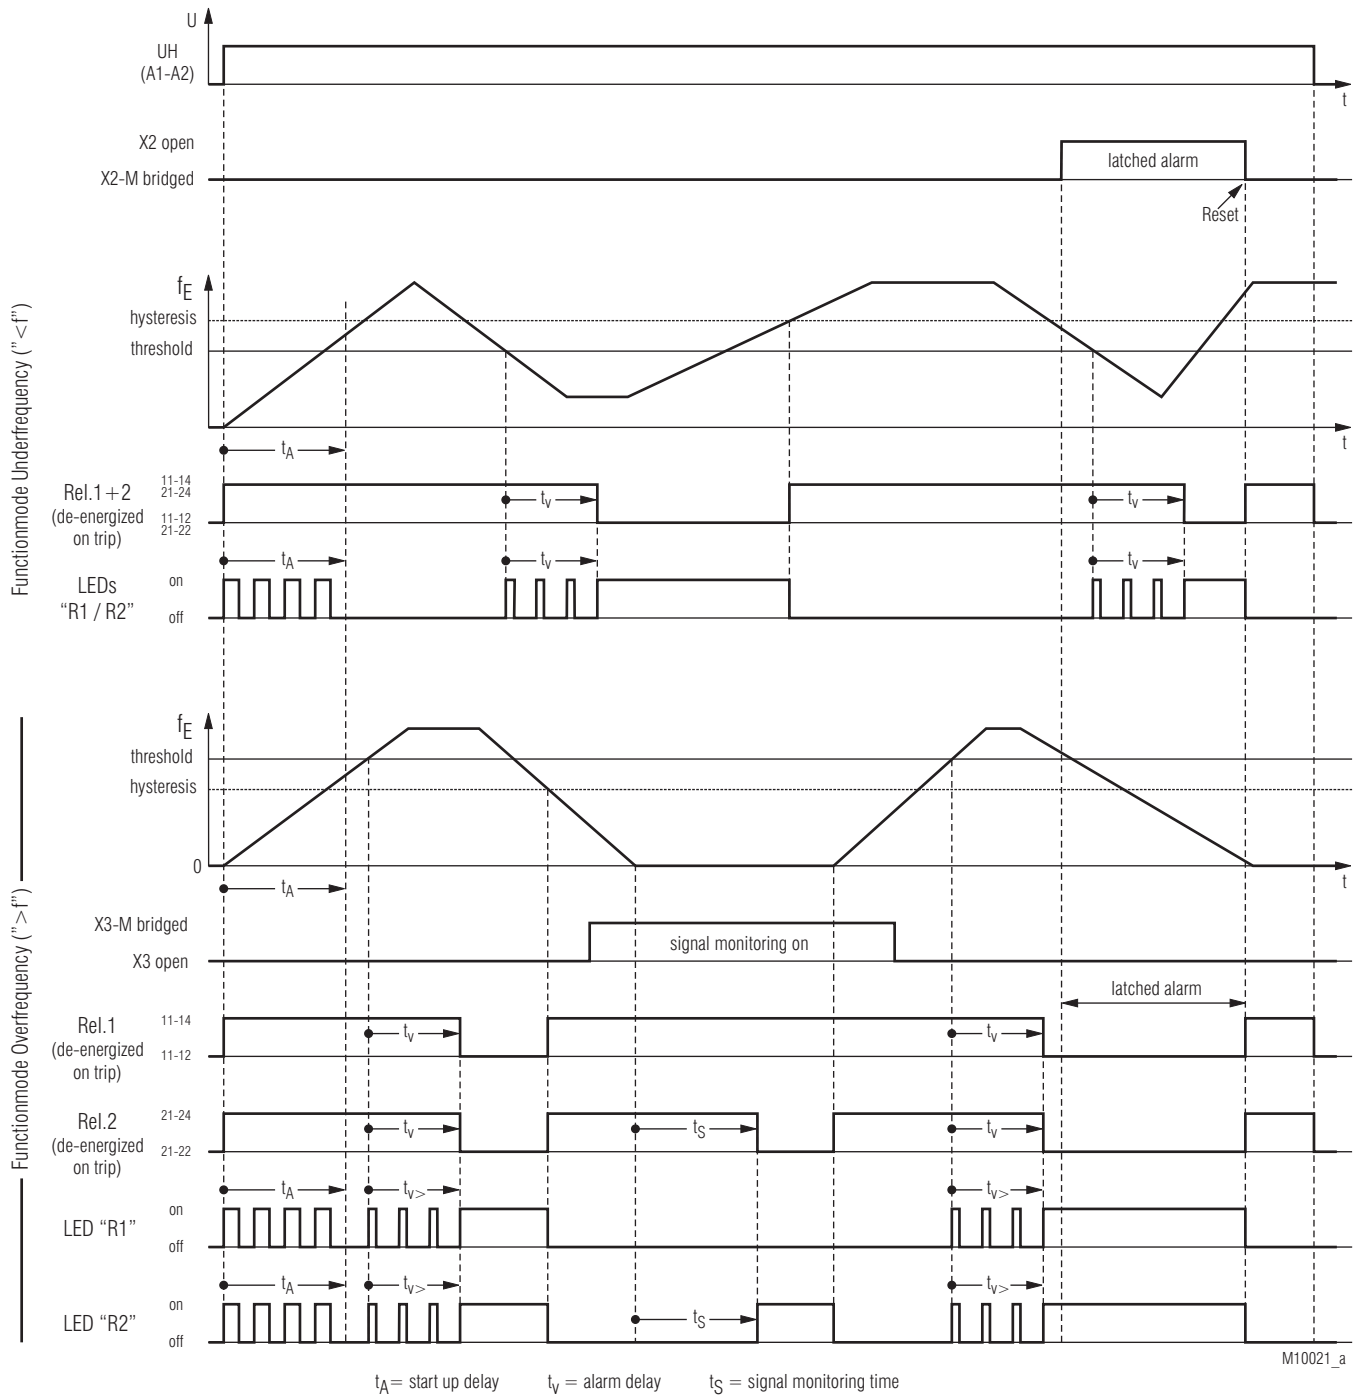 U
UH
(A1-A2)
t
X2 open
latched alarm
X2-M bridged
Reset
Functionmode Underfrequency ("<f")
fE
hysteresis
threshold
t
tA
Rel.1+2
(de-energized
on trip)
11-14
21-24
11-12
21-22
tv
tv
tA
tv
tv
LEDs
"R1 / R2"
on
off
Functionmode Overfrequency (">f")
fE
threshold
hysteresis
0
t
tA
X3-M bridged
signal monitoring on
X3 open
latched alarm
Rel.1
(de-energized
on trip)
11-14
11-12
tv
tv
Rel.2
(de-energized
on trip)
21-24
21-22
tv
tS
tv
tA
tv>
tv>
LED "R1"
on
off
tA
tv>
tv>
LED "R2"
on
off
tS
M10021_a
tA= start up delay
tv = alarm delay
tS = signal monitoring time